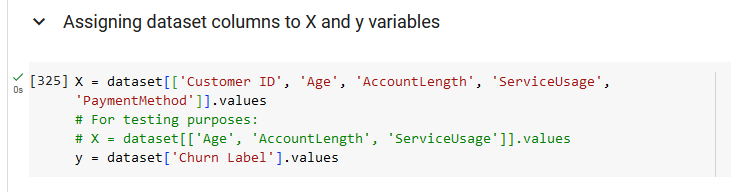 Assigning dataset columns to X and y variables
[325] X = dataset[['Customer ID', 'Age', 'AccountLength', 'ServiceUsage',
'PaymentMethod']].values
0s
# For testing purposes:
# X = dataset[['Age', 'AccountLength', 'ServiceUsage']].values
y = dataset['Churn Label'].values